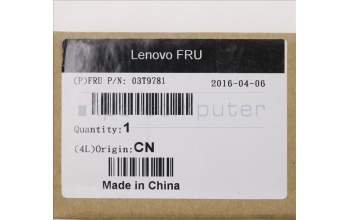 Lenovo FRU
(P)FRU P/N: 03T9781 2016-04-06
Quantity:1
(4L)Origin:CN
Made in China